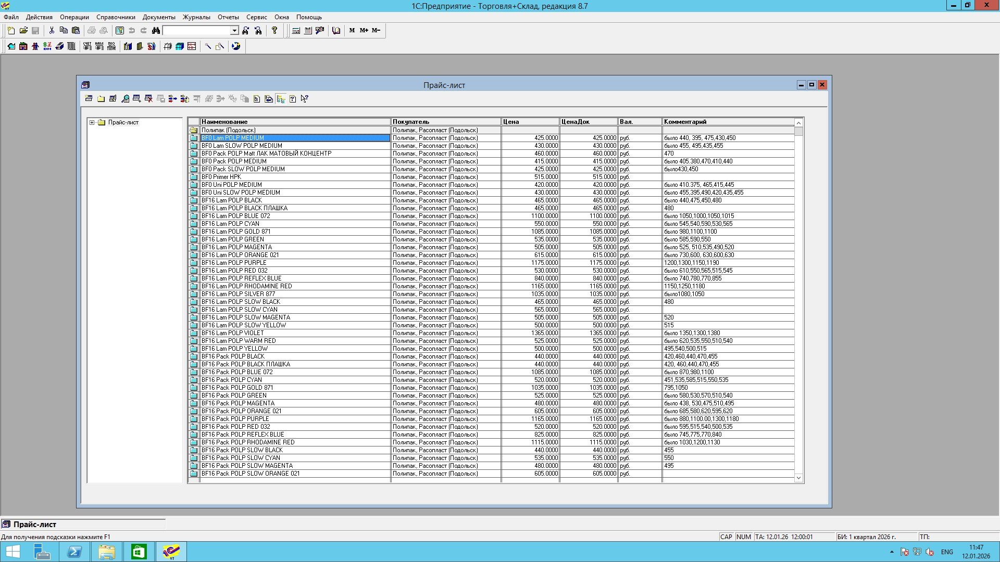 1С:Предприятие - Торговля+Склад, редакция 8.7
Файл Действия Операции Справочники Документы Журналы Отчеты Сервис Окна Помощь
M M+ M-
Прайс-лист
Прайс-лист
Наименование Покупатель Цена ЦенаДок Вал. Комментарий
Полипак (Подольск) Полипак, Расопласт (Подольск)
BF0 Lam POLP MEDIUM Полипак, Расопласт (Подольск) 425.0000 425.0000 руб. было 440, 395, 475,430,450
BF0 Lam SLOW POLP MEDIUM Полипак, Расопласт (Подольск) 430.0000 430.0000 руб. было 455, 495,435,455
BF0 Pack POLP Matt ЛАК МАТОВЫЙ КОНЦЕНТР Полипак, Расопласт (Подольск) 460.0000 460.0000 руб. 470
BF0 Pack POLP MEDIUM Полипак, Расопласт (Подольск) 415.0000 415.0000 руб. было 405.380,470,410,440
BF0 Pack SLOW POLP MEDIUM Полипак, Расопласт (Подольск) 425.0000 425.0000 руб. было430,450
BF0 Primer HPK Полипак, Расопласт (Подольск) 515.0000 515.0000 руб.
BF0 Uni POLP MEDIUM Полипак, Расопласт (Подольск) 420.0000 420.0000 руб. было 410.375, 465,415,445
BF0 Uni SLOW POLP MEDIUM Полипак, Расопласт (Подольск) 430.0000 430.0000 руб. было 455,395,490,420,435,455
BF16 Lam POLP BLACK Полипак, Расопласт (Подольск) 465.0000 465.0000 руб. было 440,475,450,480
BF16 Lam POLP BLACK ПЛАШКА Полипак, Расопласт (Подольск) 465.0000 465.0000 руб. 480
BF16 Lam POLP BLUE 072 Полипак, Расопласт (Подольск) 1100.0000 1100.0000 руб. было 1050,1000,1050,1015
BF16 Lam POLP CYAN Полипак, Расопласт (Подольск) 550.0000 550.0000 руб. было 545,540,590,530,565
BF16 Lam POLP GOLD 871 Полипак, Расопласт (Подольск) 1085.0000 1085.0000 руб. было 980,1100,1100
BF16 Lam POLP GREEN Полипак, Расопласт (Подольск) 535.0000 535.0000 руб. было 585,590,550
BF16 Lam POLP MAGENTA Полипак, Расопласт (Подольск) 505.0000 505.0000 руб. было 525, 510,535,490,520
BF16 Lam POLP ORANGE 021 Полипак, Расопласт (Подольск) 615.0000 615.0000 руб. было 730,600, 630,600,630
BF16 Lam POLP PURPLE Полипак, Расопласт (Подольск) 1175.0000 1175.0000 руб. 1200,1300,1150,1190
BF16 Lam POLP RED 032 Полипак, Расопласт (Подольск) 530.0000 530.0000 руб. было 610,550,565,515,545
BF16 Lam POLP REFLEX BLUE Полипак, Расопласт (Подольск) 840.0000 840.0000 руб. было 740,780,770,855
BF16 Lam POLP RHODAMINE RED Полипак, Расопласт (Подольск) 1165.0000 1165.0000 руб. 1150,1250,1180
BF16 Lam POLP SILVER 877 Полипак, Расопласт (Подольск) 1035.0000 1035.0000 руб. было1080,1050
BF16 Lam POLP SLOW BLACK Полипак, Расопласт (Подольск) 465.0000 465.0000 руб. 480
BF16 Lam POLP SLOW CYAN Полипак, Расопласт (Подольск) 565.0000 565.0000 руб.
BF16 Lam POLP SLOW MAGENTA Полипак, Расопласт (Подольск) 505.0000 505.0000 руб. 520
BF16 Lam POLP SLOW YELLOW Полипак, Расопласт (Подольск) 500.0000 500.0000 руб. 515
BF16 Lam POLP VIOLET Полипак, Расопласт (Подольск) 1365.0000 1365.0000 руб. было 1350,1300,1380
BF16 Lam POLP WARM RED Полипак, Расопласт (Подольск) 525.0000 525.0000 руб. было 620,535,550,510,540
BF16 Lam POLP YELLOW Полипак, Расопласт (Подольск) 500.0000 500.0000 руб. 495,540,500,515
BF16 Pack POLP BLACK Полипак, Расопласт (Подольск) 440.0000 440.0000 руб. 420,460,440,470,455
BF16 Pack POLP BLACK ПЛАШКА Полипак, Расопласт (Подольск) 440.0000 440.0000 руб. 420, 460,440,470,455
BF16 Pack POLP BLUE 072 Полипак, Расопласт (Подольск) 1085.0000 1085.0000 руб. было 870,980,1100
BF16 Pack POLP CYAN Полипак, Расопласт (Подольск) 520.0000 520.0000 руб. 451,535,585,515,550,535
BF16 Pack POLP GOLD 871 Полипак, Расопласт (Подольск) 1035.0000 1035.0000 руб. 795,1050
BF16 Pack POLP GREEN Полипак, Расопласт (Подольск) 525.0000 525.0000 руб. было 580,530,570,510,540
BF16 Pack POLP MAGENTA Полипак, Расопласт (Подольск) 480.0000 480.0000 руб. было 438, 530,475,510,495
BF16 Pack POLP ORANGE 021 Полипак, Расопласт (Подольск) 605.0000 605.0000 руб. было 685,580,620,595,620
BF16 Pack POLP PURPLE Полипак, Расопласт (Подольск) 1165.0000 1165.0000 руб. было 880,1100.00,1300,1180
BF16 Pack POLP RED 032 Полипак, Расопласт (Подольск) 520.0000 520.0000 руб. было 595,515,540,500,535
BF16 Pack POLP REFLEX BLUE Полипак, Расопласт (Подольск) 825.0000 825.0000 руб. было 745,775,770,840
BF16 Pack POLP RHODAMINE RED Полипак, Расопласт (Подольск) 1115.0000 1115.0000 руб. было 1030,1200,1130
BF16 Pack POLP SLOW BLACK Полипак, Расопласт (Подольск) 440.0000 440.0000 руб. 455
BF16 Pack POLP SLOW CYAN Полипак, Расопласт (Подольск) 535.0000 535.0000 руб. 550
BF16 Pack POLP SLOW MAGENTA Полипак, Расопласт (Подольск) 480.0000 480.0000 руб. 495
BF16 Pack POLP SLOW ORANGE 021 Полипак, Расопласт (Подольск) 605.0000 605.0000 руб.
Прайс-лист
Для получения подсказки нажмите F1 CAP NUM TA: 12.01.26 12:00:01 БИ: 1 квартал 2026 г. ТП:
ENG 11:47
12.01.2026